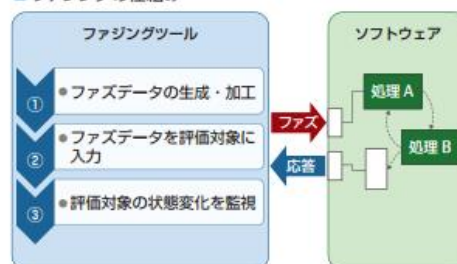 ファジングツール
① ●ファズデータの生成・加工
② ●ファズデータを評価対象に
入力
③ ●評価対象の状態変化を監視
ファズ
応答
ソフトウェア
処理A
処理B